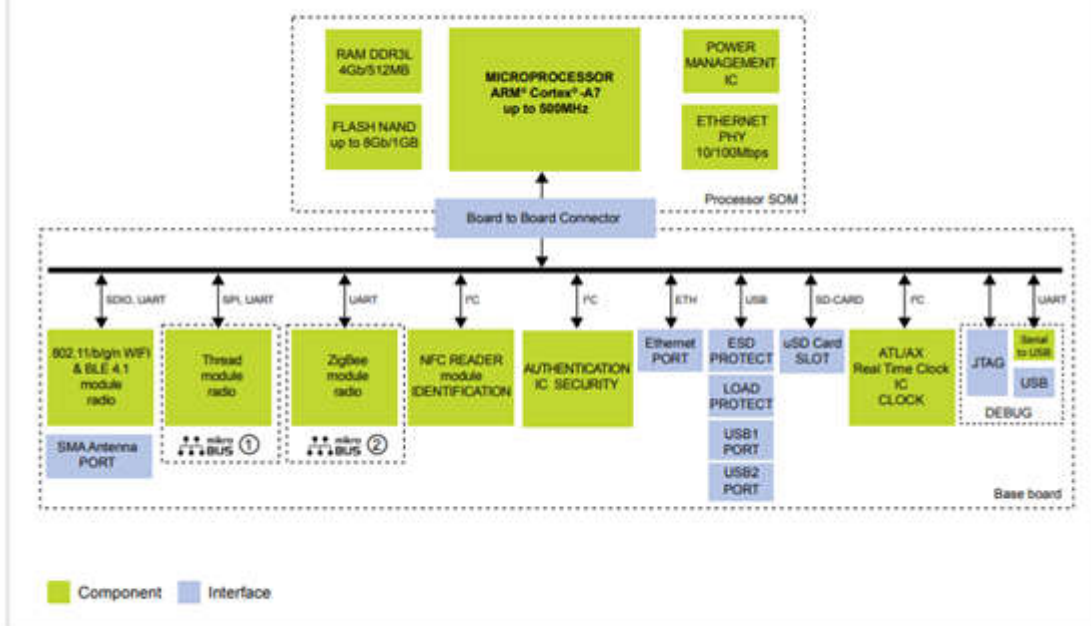 RAM DDR3L
4Gb/512MB
FLASH NAND
up to 8Gb/1GB
MICROPROCESSOR
ARM® Cortex® -A7
up to 500MHz
POWER
MANAGEMENT
IC
ETHERNET
PHY
10/100Mbps
Processor SOM
Board to Board Connector
SDIO, UART
SPI, UART
UART
I²C
I²C
ETH
USB
SD-CARD
I²C
UART
802.11/b/g/n WIFI
& BLE 4.1
module
radio
SMA Antenna
PORT
Thread
module
radio
mikro
BUS 1
ZigBee
module
radio
mikro
BUS 2
NFC READER
module
IDENTIFICATION
AUTHENTICATION
IC SECURITY
Ethernet
PORT
ESD
PROTECT
LOAD
PROTECT
USB1
PORT
USB2
PORT
uSD Card
SLOT
ATL/AX
Real Time Clock
IC
CLOCK
JTAG
Serial
to USB
USB
DEBUG
Base board
Component
Interface